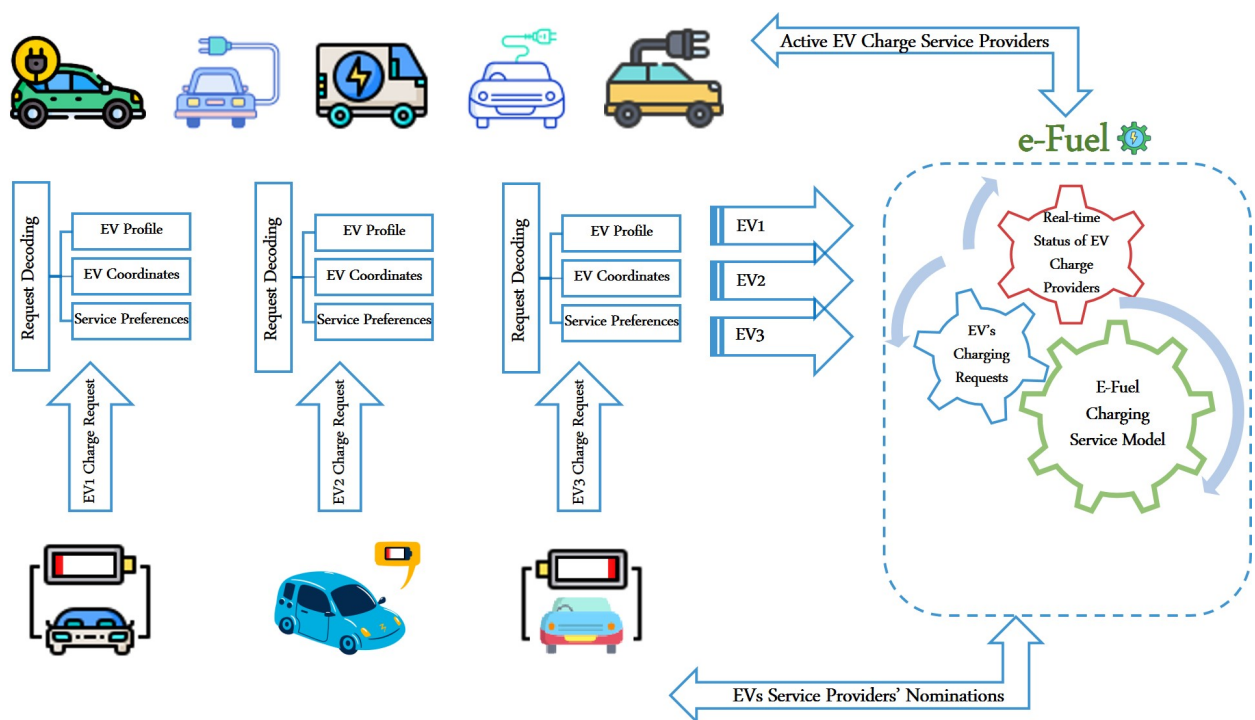 Active EV Charge Service Providers
e-Fuel
Request Decoding
EV Profile
EV Coordinates
Service Preferences
Request Decoding
EV Profile
EV Coordinates
Service Preferences
Request Decoding
EV Profile
EV Coordinates
Service Preferences
EV1
EV2
EV3
Real-time
Status of EV
Charge
Providers
EV's
Charging
Requests
E-Fuel
Charging
Service Model
EV1 Charge Request
EV2 Charge Request
EV3 Charge Request
EVs Service Providers' Nominations